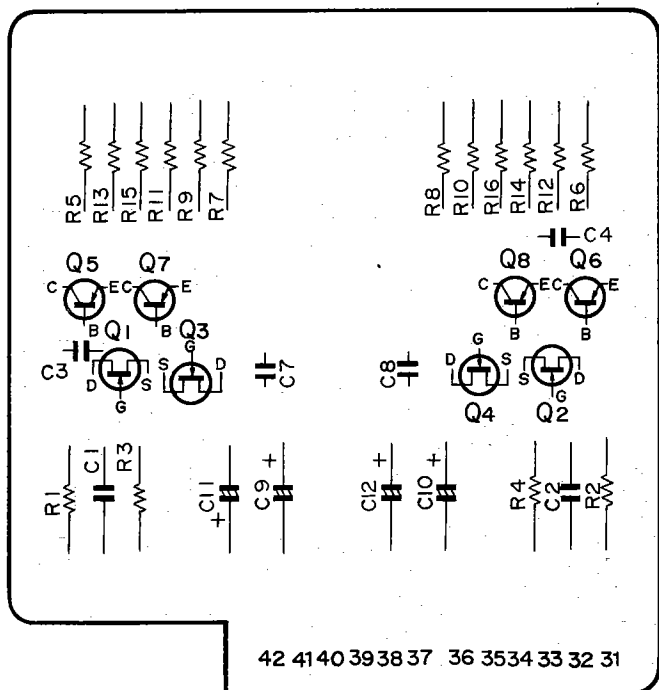 R5 R13 R15 R11 R9 R7
R8 R10 R16 R14 R12 R6
C4
Q5 Q7
Q8 Q6
C E C E
C E C E
B B
B B
Q1 Q3
G
C3
D S
G
S D
C7
C8
D S
G
Q4
S D
G
Q2
R1 C1 R3
C11 + C9 +
C12 + C10 +
R4 C2 R2
42 41 40 39 38 37 36 35 34 33 32 31